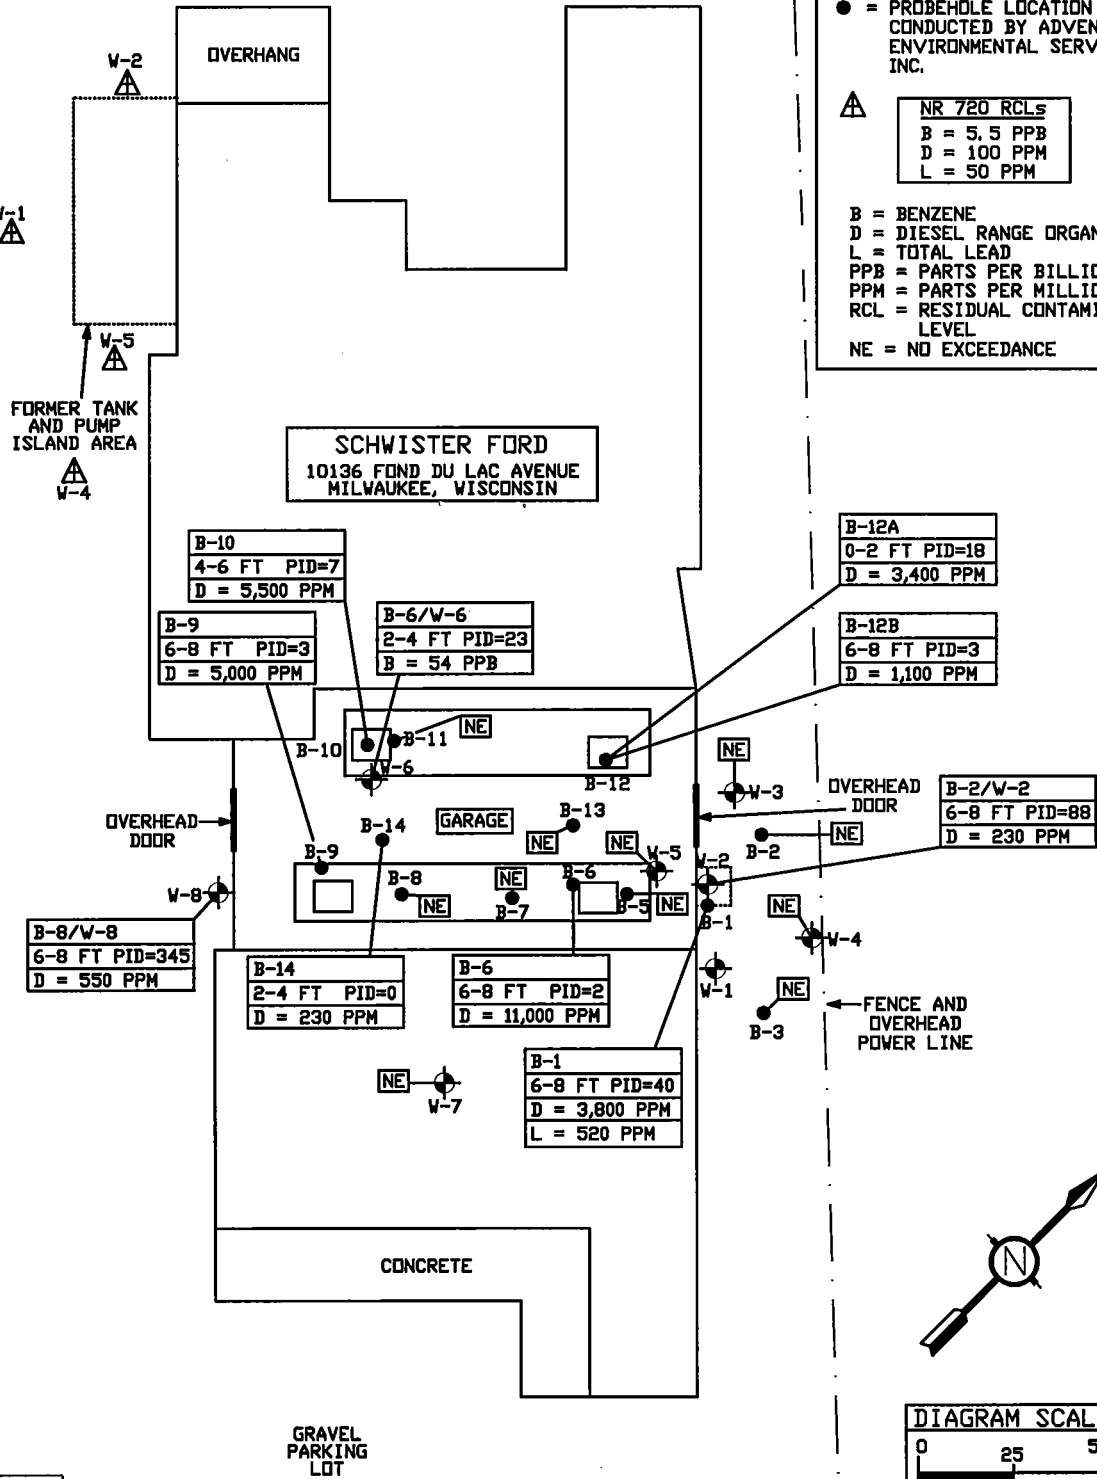 ● = PROBEHOLE LOCATION
CONDUCTED BY ADVEN
ENVIRONMENTAL SERV
INC.
NR 720 RCLs
B = 5.5 PPB
D = 100 PPM
L = 50 PPM
B = BENZENE
D = DIESEL RANGE ORGAN
L = TOTAL LEAD
PPB = PARTS PER BILLIO
PPM = PARTS PER MILLIO
RCL = RESIDUAL CONTAMI
LEVEL
NE = NO EXCEEDANCE
OVERHANG
W-2
W-1
W-5
FORMER TANK
AND PUMP
ISLAND AREA
W-4
SCHWISTER FORD
10136 FOND DU LAC AVENUE
MILWAUKEE, WISCONSIN
B-10
4-6 FT PID=7
D = 5,500 PPM
B-9
6-8 FT PID=3
D = 5,000 PPM
B-6/W-6
2-4 FT PID=23
B = 54 PPB
B-12A
0-2 FT PID=18
D = 3,400 PPM
B-12B
6-8 FT PID=3
D = 1,100 PPM
B-10
B-11
NE
W-6
B-12
NE
W-3
OVERHEAD
DOOR
B-2/W-2
6-8 FT PID=88
D = 230 PPM
OVERHEAD
DOOR
B-14
GARAGE
B-13
NE
NE
W-5
W-2
B-2
NE
B-9
W-8
B-8
NE
NE
B-7
B-6
B-5
NE
B-1
NE
W-4
B-8/W-8
6-8 FT PID=345
D = 550 PPM
B-14
2-4 FT PID=0
D = 230 PPM
B-6
6-8 FT PID=2
D = 11,000 PPM
W-1
NE
B-3
FENCE AND
OVERHEAD
POWER LINE
B-1
6-8 FT PID=40
D = 3,800 PPM
L = 520 PPM
NE
W-7
CONCRETE
N
GRAVEL
PARKING
LOT
DIAGRAM SCAL
0 25 5